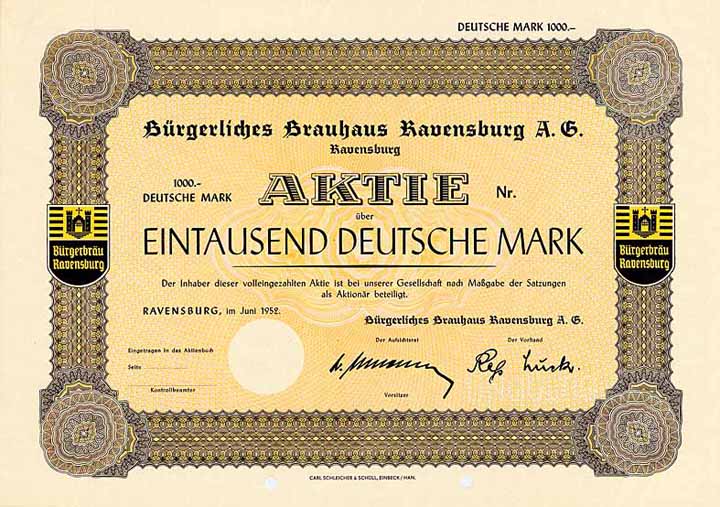 DEUTSCHE MARK 1000.–
Bürgerliches Brauhaus Ravensburg A. G.
Ravensburg
1000.–
DEUTSCHE MARK
AKTIE
Nr.
über
EINTAUSEND DEUTSCHE MARK
Bürgerbräu
Ravensburg
Bürgerbräu
Ravensburg
Der Inhaber dieser volleingezahlten Aktie ist bei unserer Gesellschaft nach Maßgabe der Satzungen
als Aktionär beteiligt.
RAVENSBURG, im Juni 1952.
Bürgerliches Brauhaus Ravensburg A. G.
Der Aufsichtsrat
Der Vorstand
Eingetragen in das Aktienbuch
Seite
Kontrollbeamter
Vorsitzer
CARL SCHLEICHER & SCHÜLL, EINBECK/HAN.